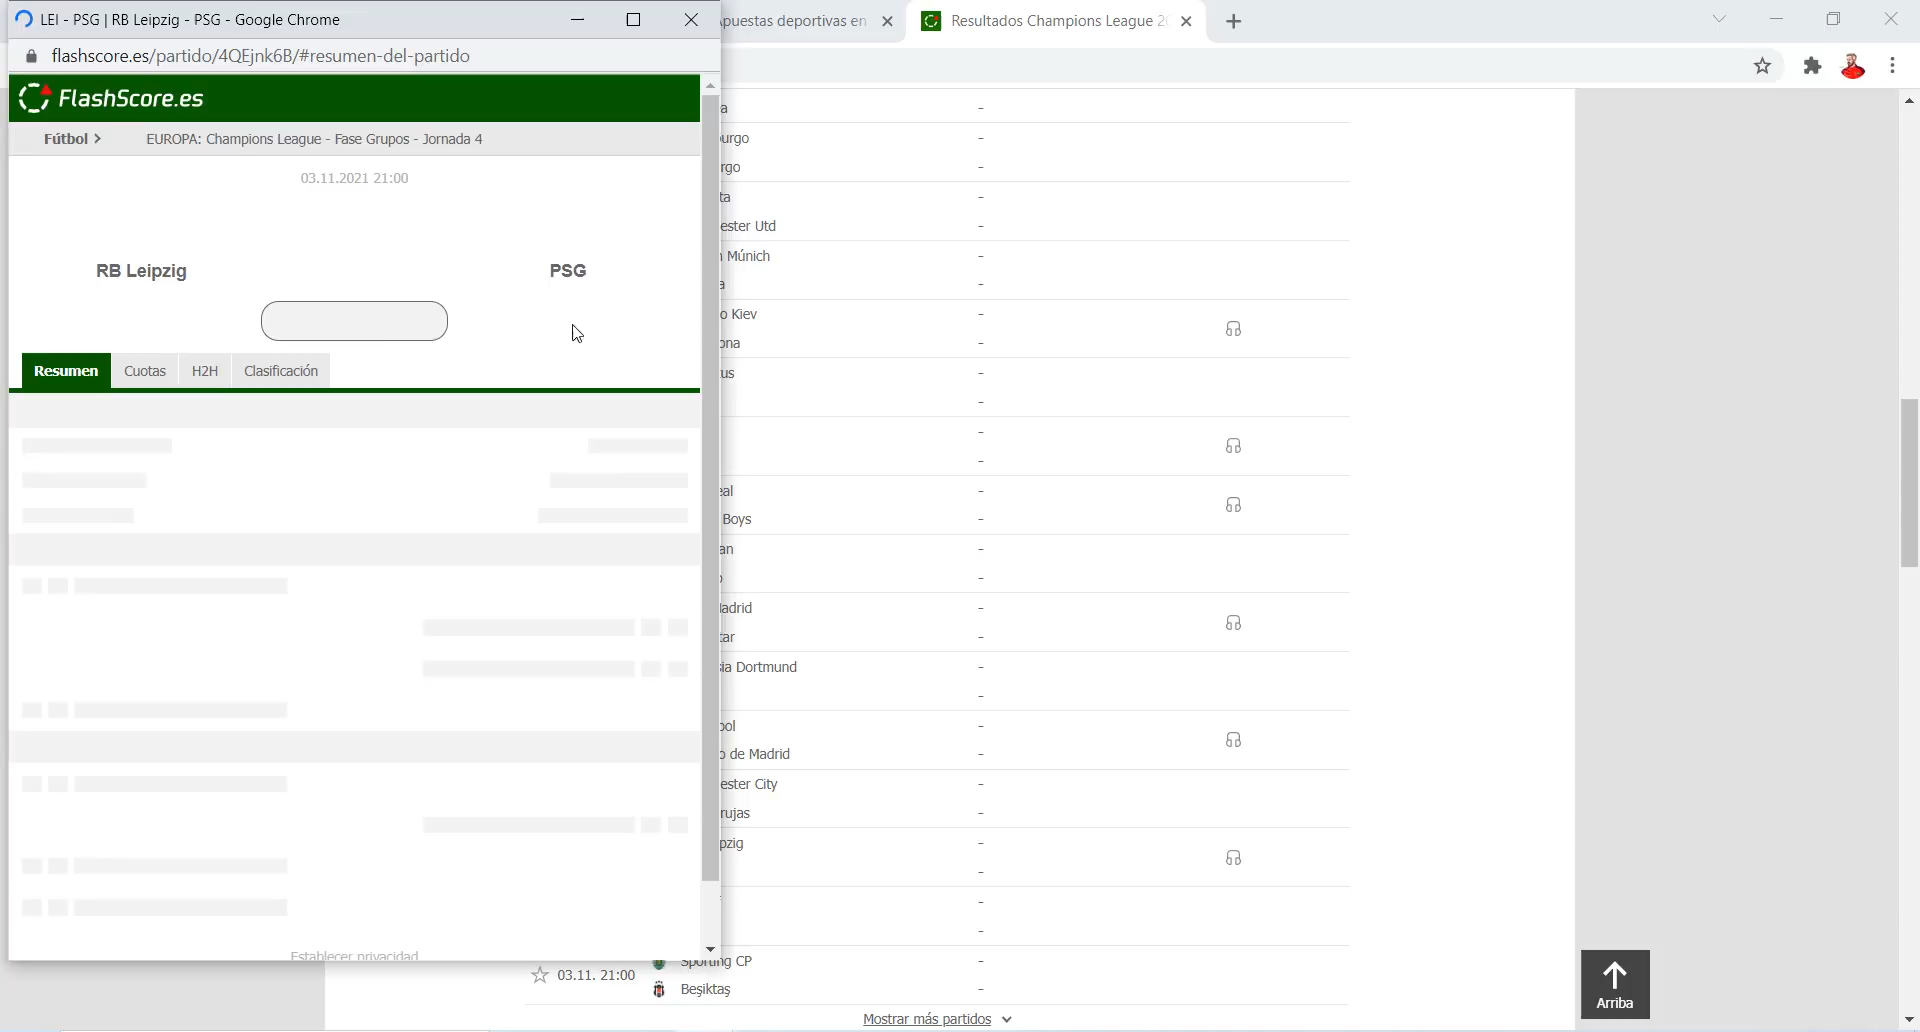 LEI - PSG | RB Leipzig - PSG - Google Chrome
flashscore.es/partido/4QEjnk6B/#resumen-del-partido
FlashScore.es
Fútbol > EUROPA: Champions League - Fase Grupos - Jornada 4
03.11.2021 21:00
RB Leipzig PSG
Resumen Cuotas H2H Clasificación
Establecer privacidad
puestas deportivas en
Resultados Champions League 2
a -
urgo -
rgo -
ta -
ester Utd -
Múnich -
a -
o Kiev -
ona -
us -
-
-
-
eal -
Boys -
an -
-
Madrid -
tar -
ia Dortmund -
-
ool -
o de Madrid -
ester City -
rujas -
pzig -
-
-
-
03.11. 21:00 Sporting CP -
Beşiktaş -
Mostrar más partidos
Arriba